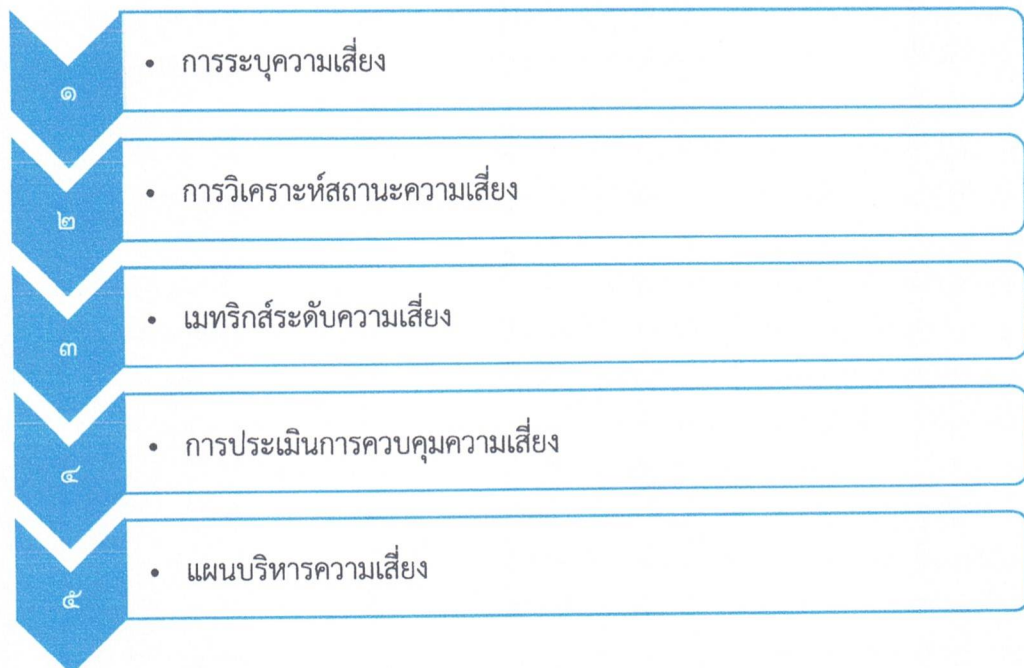 ๑
• การระบุความเสี่ยง
๒
• การวิเคราะห์สถานะความเสี่ยง
๓
• เมทริกส์ระดับความเสี่ยง
๔
• การประเมินการควบคุมความเสี่ยง
๕
• แผนบริหารความเสี่ยง